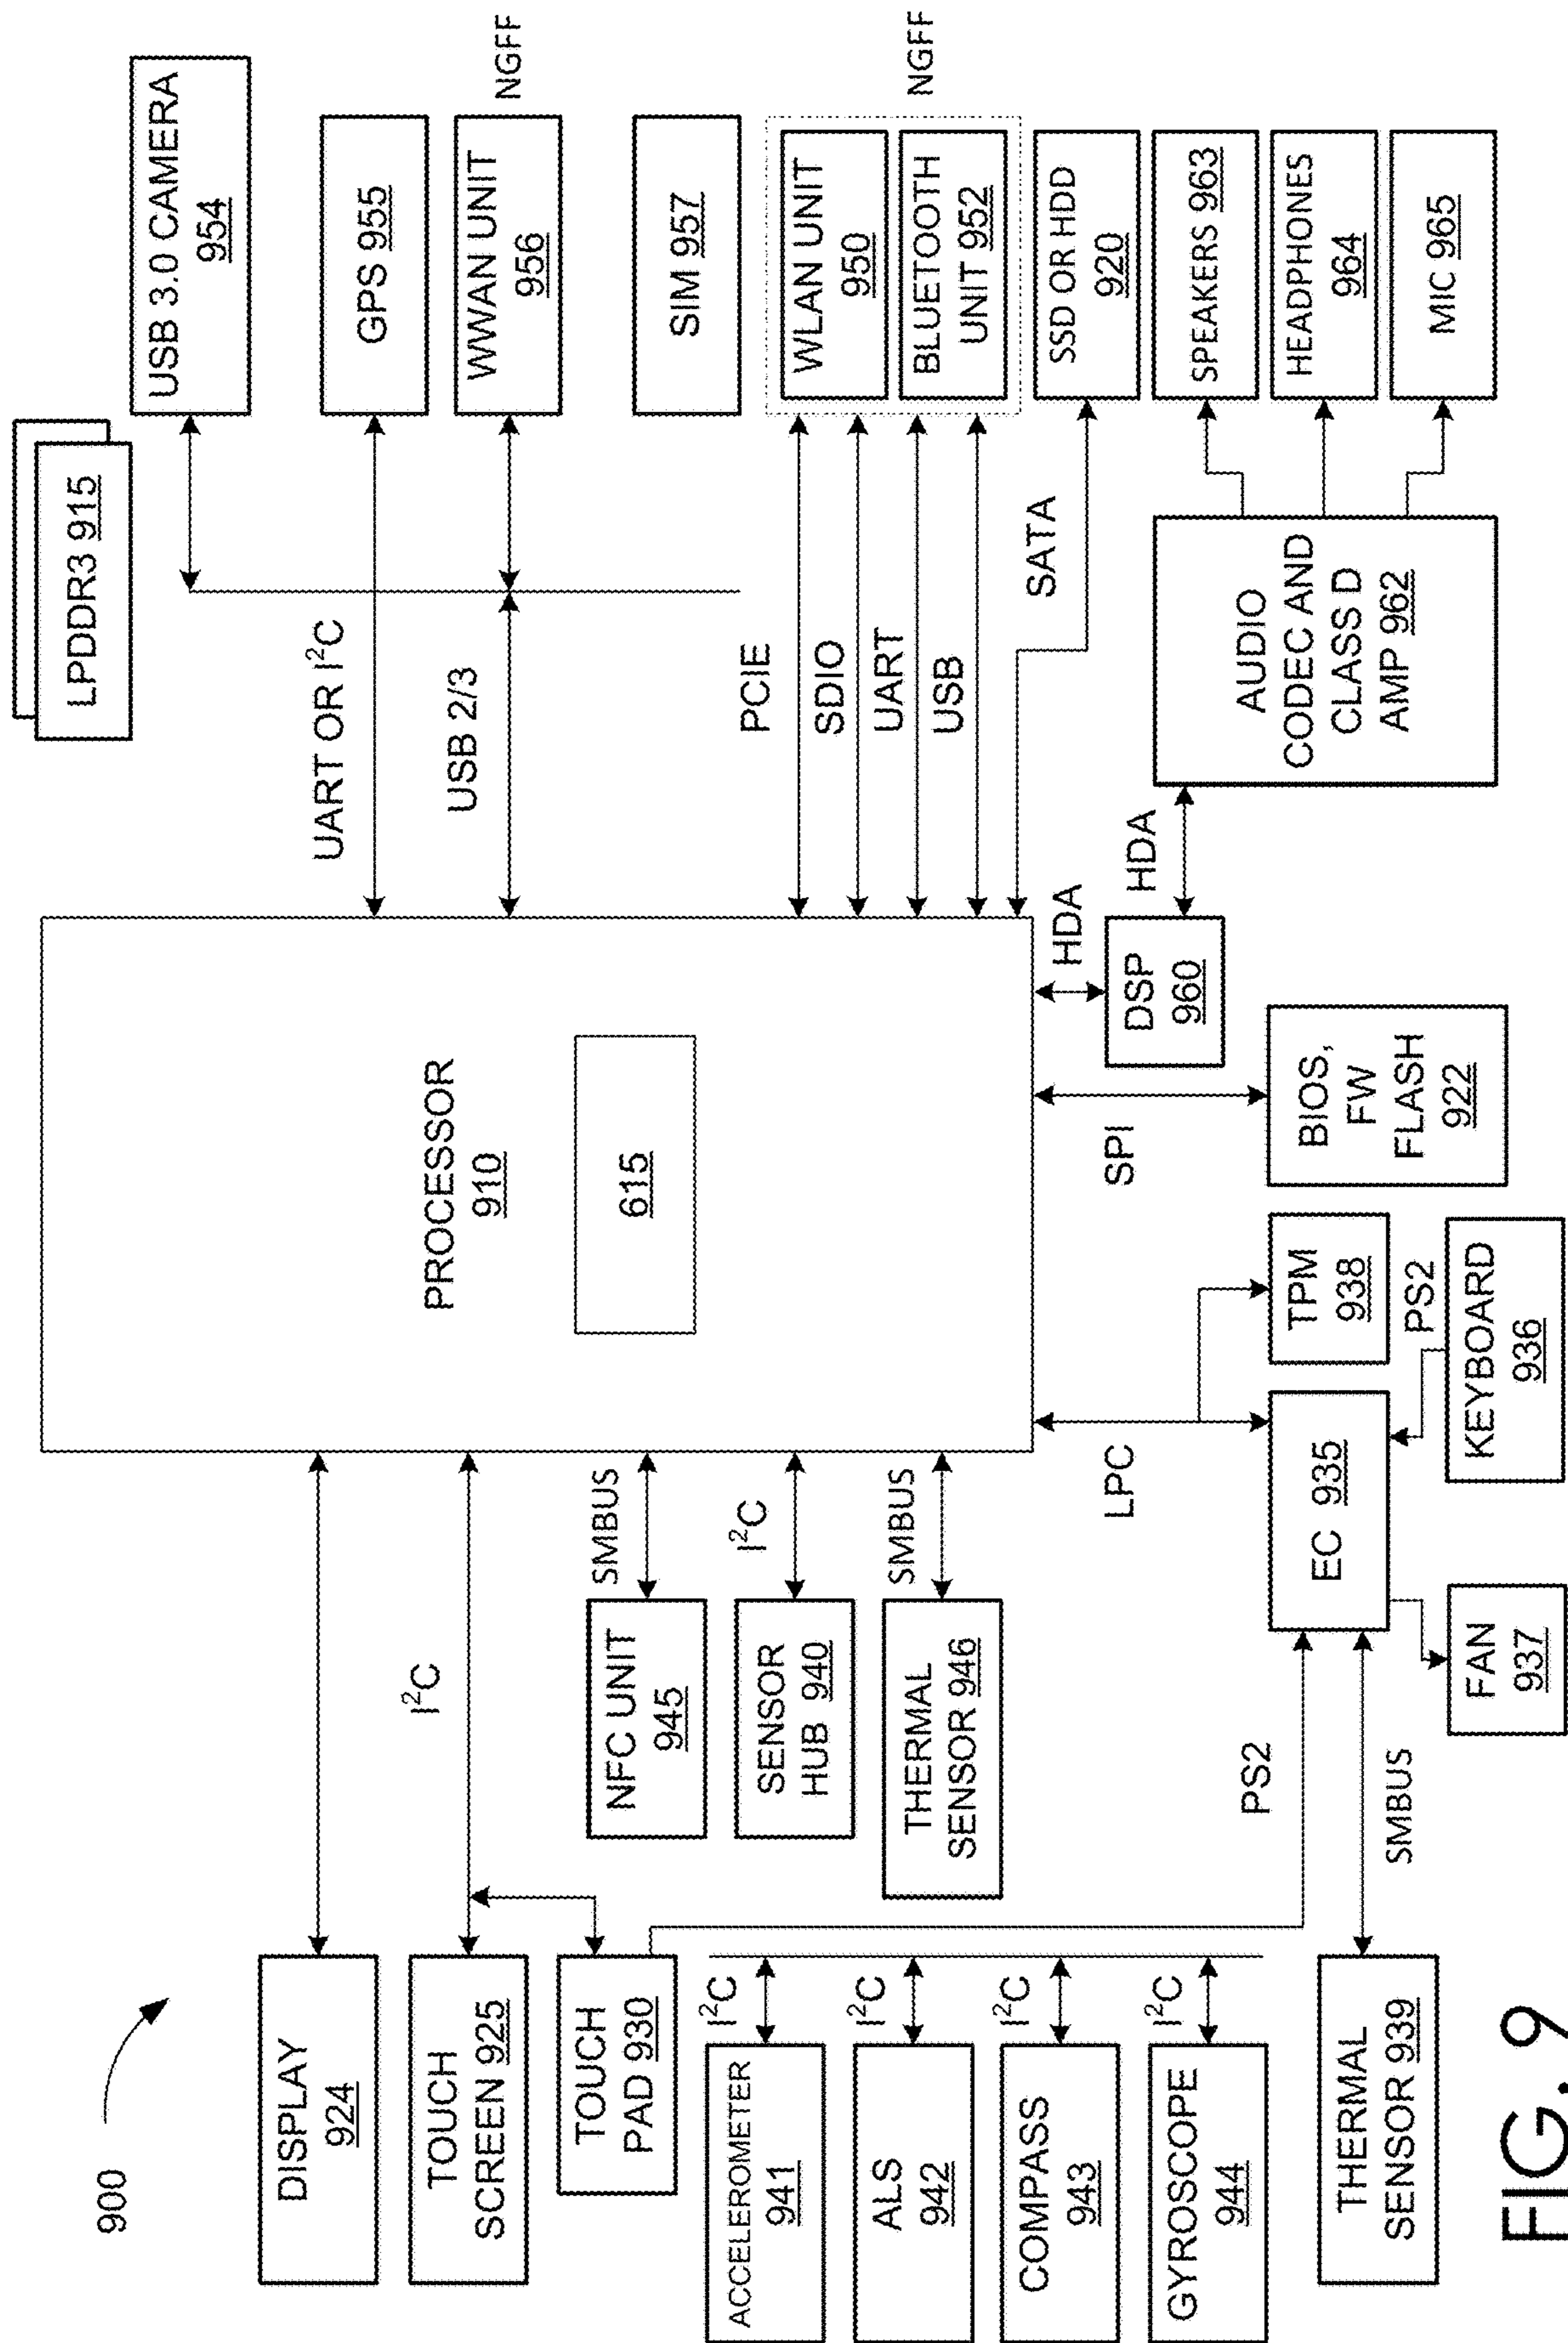 900
DISPLAY
924
TOUCH
SCREEN 925
TOUCH
PAD 930
ACCELEROMETER
941
ALS
942
COMPASS
943
GYROSCOPE
944
THERMAL
SENSOR 939
I²C
I²C
I²C
I²C
I²C
NFC UNIT
945
SMBUS
SENSOR
HUB 940
I²C
THERMAL
SENSOR 946
SMBUS
PS2
SMBUS
FAN
937
EC 935
LPC
TPM
938
PS2
KEYBOARD
936
PROCESSOR
910
615
SPI
BIOS,
FW
FLASH
922
HDA
DSP
960
HDA
AUDIO
CODEC AND
CLASS D
AMP 962
LPDDR3 915
UART OR I²C
USB 2/3
PCIE
SDIO
UART
USB
SATA
USB 3.0 CAMERA
954
GPS 955
WWAN UNIT
956
NGFF
SIM 957
WLAN UNIT
950
BLUETOOTH
UNIT 952
NGFF
SSD OR HDD
920
SPEAKERS 963
HEADPHONES
964
MIC 965
FIG. 9